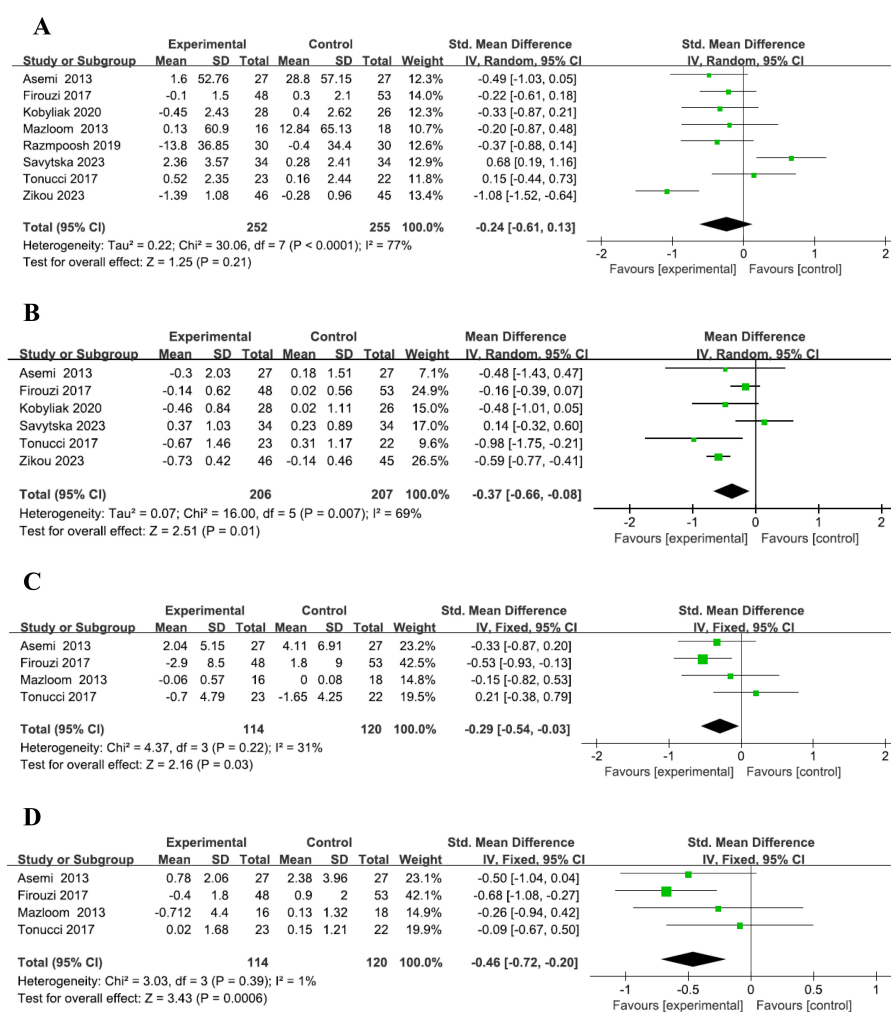 A
Experimental Control Std. Mean Difference Std. Mean Difference
Study or Subgroup Mean SD Total Mean SD Total Weight IV, Random, 95% CI IV, Random, 95% CI
Asemi 2013 1.6 52.76 27 28.8 57.15 27 12.3% -0.49 [-1.03, 0.05]
Firouzi 2017 -0.1 1.5 48 0.3 2.1 53 14.0% -0.22 [-0.61, 0.18]
Kobyliak 2020 -0.45 2.43 28 0.4 2.62 26 12.3% -0.33 [-0.87, 0.21]
Mazloom 2013 0.13 60.9 16 12.84 65.13 18 10.7% -0.20 [-0.87, 0.48]
Razmpoosh 2019 -13.8 36.85 30 -0.4 34.4 30 12.6% -0.37 [-0.88, 0.14]
Savytska 2023 2.36 3.57 34 0.28 2.41 34 12.9% 0.68 [0.19, 1.16]
Tonucci 2017 0.52 2.35 23 0.16 2.44 22 11.8% 0.15 [-0.44, 0.73]
Zikou 2023 -1.39 1.08 46 -0.28 0.96 45 13.4% -1.08 [-1.52, -0.64]
Total (95% CI) 252 255 100.0% -0.24 [-0.61, 0.13]
Heterogeneity: Tau² = 0.22; Chi² = 30.06, df = 7 (P < 0.0001); I² = 77%
Test for overall effect: Z = 1.25 (P = 0.21)
-2 -1 0 1 2
Favours [experimental] Favours [control]
B
Experimental Control Mean Difference Mean Difference
Study or Subgroup Mean SD Total Mean SD Total Weight IV, Random, 95% CI IV, Random, 95% CI
Asemi 2013 -0.3 2.03 27 0.18 1.51 27 7.1% -0.48 [-1.43, 0.47]
Firouzi 2017 -0.14 0.62 48 0.02 0.56 53 24.9% -0.16 [-0.39, 0.07]
Kobyliak 2020 -0.46 0.84 28 0.02 1.11 26 15.0% -0.48 [-1.01, 0.05]
Savytska 2023 0.37 1.03 34 0.23 0.89 34 17.0% 0.14 [-0.32, 0.60]
Tonucci 2017 -0.67 1.46 23 0.31 1.17 22 9.6% -0.98 [-1.75, -0.21]
Zikou 2023 -0.73 0.42 46 -0.14 0.46 45 26.5% -0.59 [-0.77, -0.41]
Total (95% CI) 206 207 100.0% -0.37 [-0.66, -0.08]
Heterogeneity: Tau² = 0.07; Chi² = 16.00, df = 5 (P = 0.007); I² = 69%
Test for overall effect: Z = 2.51 (P = 0.01)
-2 -1 0 1 2
Favours [experimental] Favours [control]
C
Experimental Control Std. Mean Difference Std. Mean Difference
Study or Subgroup Mean SD Total Mean SD Total Weight IV, Fixed, 95% CI IV, Fixed, 95% CI
Asemi 2013 2.04 5.15 27 4.11 6.91 27 23.2% -0.33 [-0.87, 0.20]
Firouzi 2017 -2.9 8.5 48 1.8 9 53 42.5% -0.53 [-0.93, -0.13]
Mazloom 2013 -0.06 0.57 16 0 0.08 18 14.8% -0.15 [-0.82, 0.53]
Tonucci 2017 -0.7 4.79 23 -1.65 4.25 22 19.5% 0.21 [-0.38, 0.79]
Total (95% CI) 114 120 100.0% -0.29 [-0.54, -0.03]
Heterogeneity: Chi² = 4.37, df = 3 (P = 0.22); I² = 31%
Test for overall effect: Z = 2.16 (P = 0.03)
-2 -1 0 1 2
Favours [experimental] Favours [control]
D
Experimental Control Std. Mean Difference Std. Mean Difference
Study or Subgroup Mean SD Total Mean SD Total Weight IV, Fixed, 95% CI IV, Fixed, 95% CI
Asemi 2013 0.78 2.06 27 2.38 3.96 27 23.1% -0.50 [-1.04, 0.04]
Firouzi 2017 -0.4 1.8 48 0.9 2 53 42.1% -0.68 [-1.08, -0.27]
Mazloom 2013 -0.712 4.4 16 0.13 1.32 18 14.9% -0.26 [-0.94, 0.42]
Tonucci 2017 0.02 1.68 23 0.15 1.21 22 19.9% -0.09 [-0.67, 0.50]
Total (95% CI) 114 120 100.0% -0.46 [-0.72, -0.20]
Heterogeneity: Chi² = 3.03, df = 3 (P = 0.39); I² = 1%
Test for overall effect: Z = 3.43 (P = 0.0006)
-1 -0.5 0 0.5 1
Favours [experimental] Favours [control]